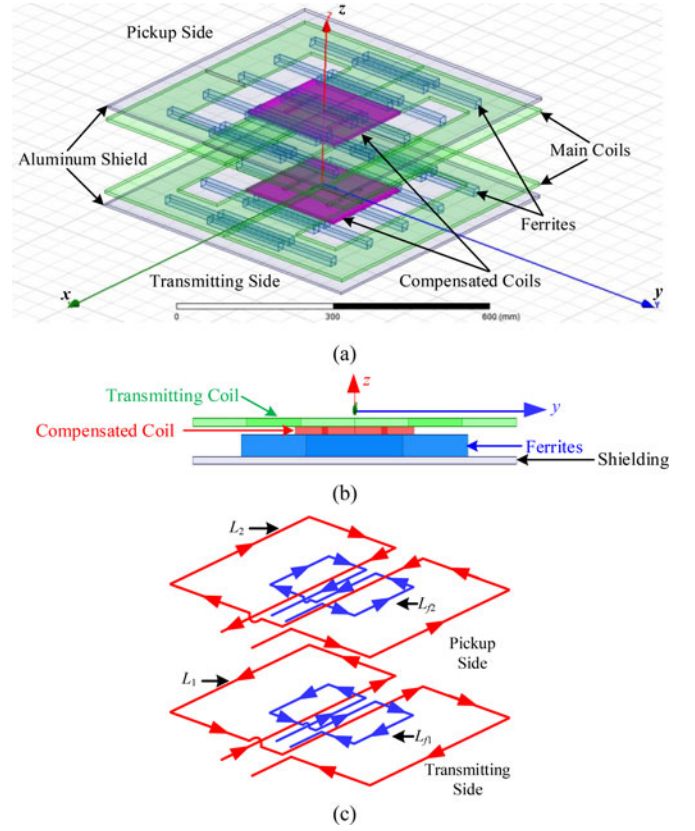 Pickup Side
z
Aluminum Shield
Main Coils
Ferrites
Transmitting Side
Compensated Coils
x
y
0
300
600 (mm)
(a)
z
Transmitting Coil
y
Compensated Coil
Ferrites
Shielding
(b)
L2
Lf2
Pickup
Side
L1
Lf1
Transmitting
Side
(c)